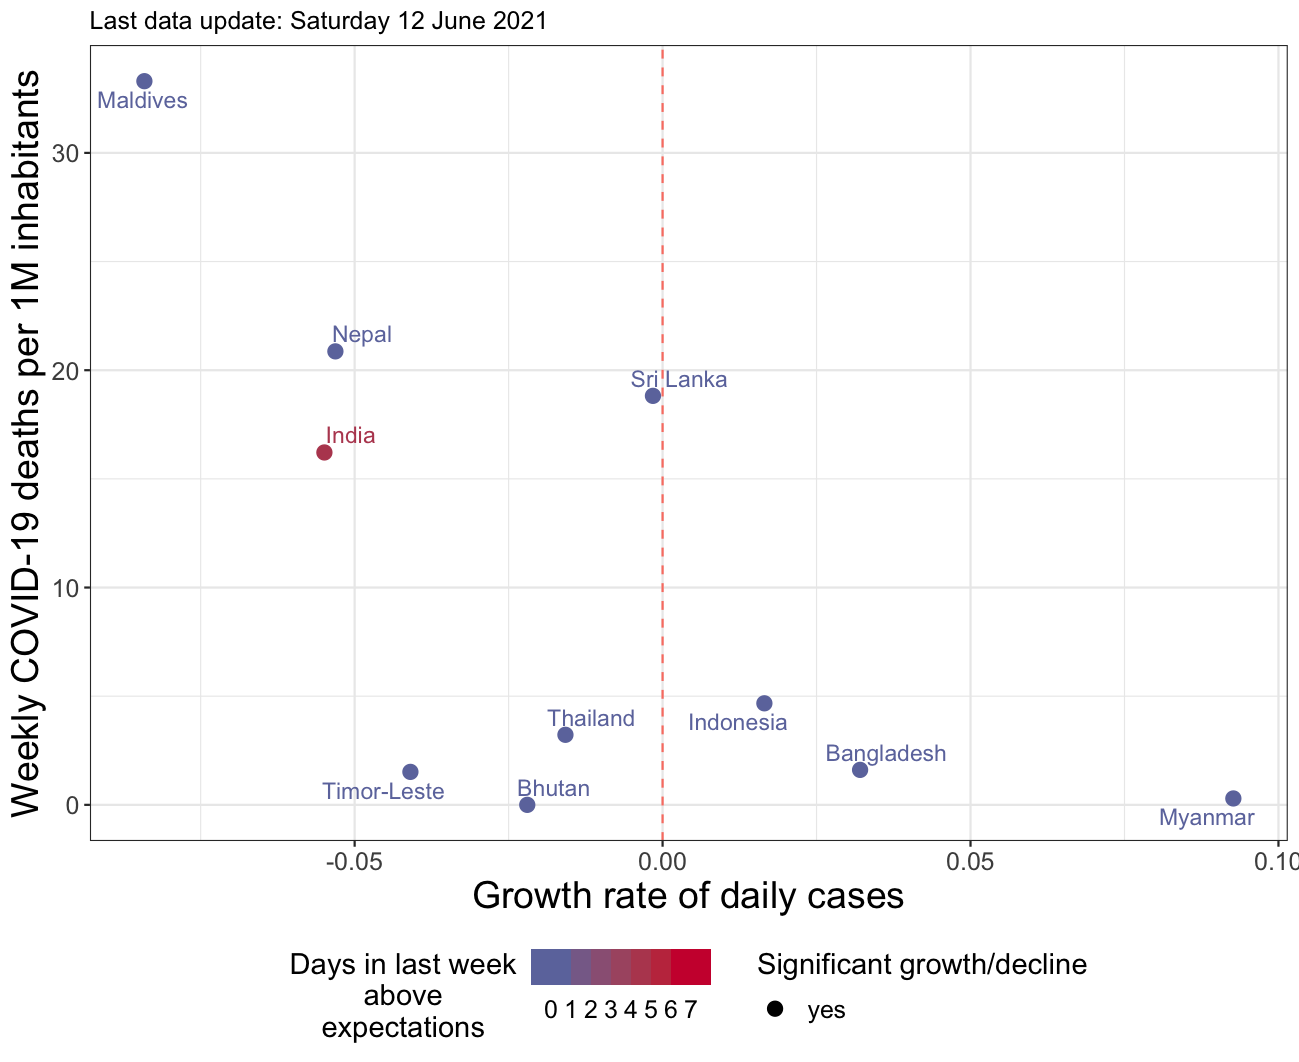 Last data update: Saturday 12 June 2021
Weekly COVID-19 deaths per 1M inhabitants
30
20
10
0
Maldives
Nepal
Sri Lanka
India
Thailand
Indonesia
Bangladesh
Timor-Leste
Bhutan
Myanmar
-0.05
0.00
0.05
0.10
Growth rate of daily cases
Days in last week
above
expectations
0 1 2 3 4 5 6 7
Significant growth/decline
yes